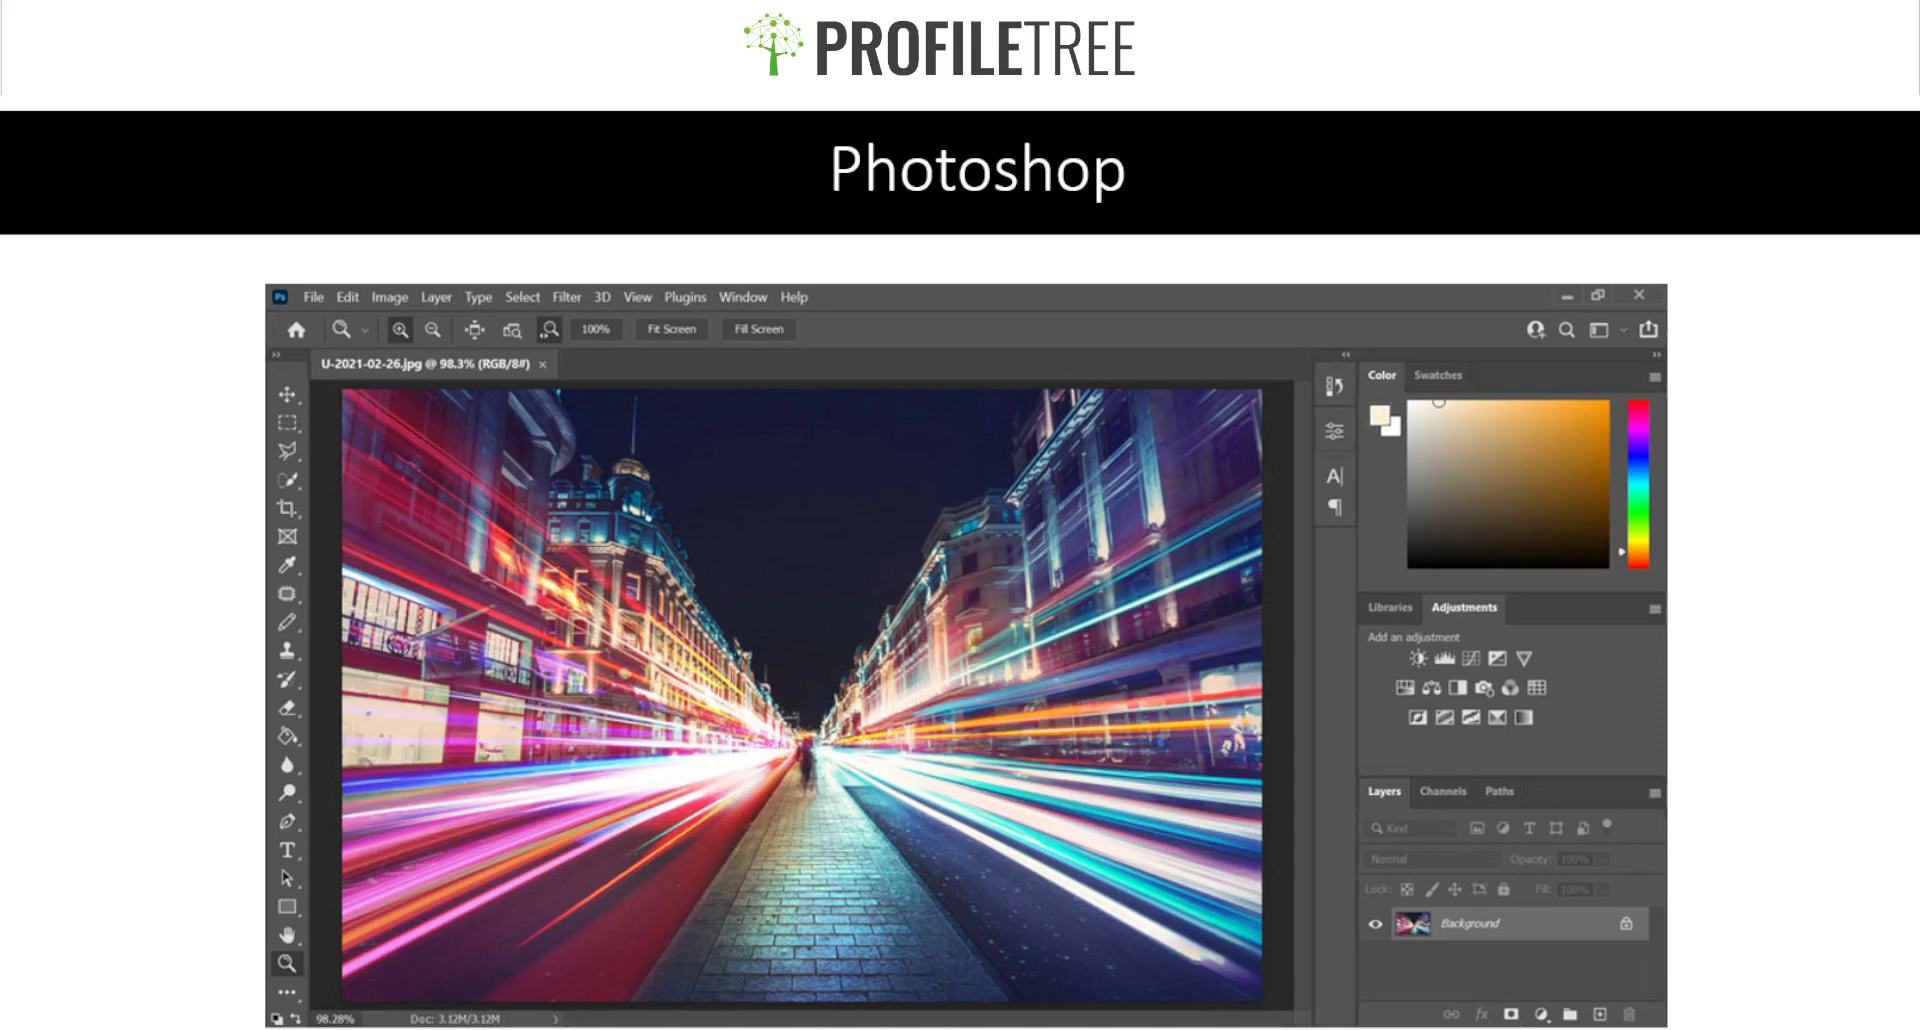 PROFILETREE
Photoshop
Ps File Edit Image Layer Type Select Filter 3D View Plugins Window Help
100% Fit Screen Fill Screen
U-2021-02-26.jpg @ 98.3% (RGB/8#)
Color Swatches
Libraries Adjustments
Add an adjustment
Layers Channels Paths
Kind
Normal Opacity: 100%
Lock: Fill: 100%
Background
fx
98.28% Doc: 3.12M/3.12M